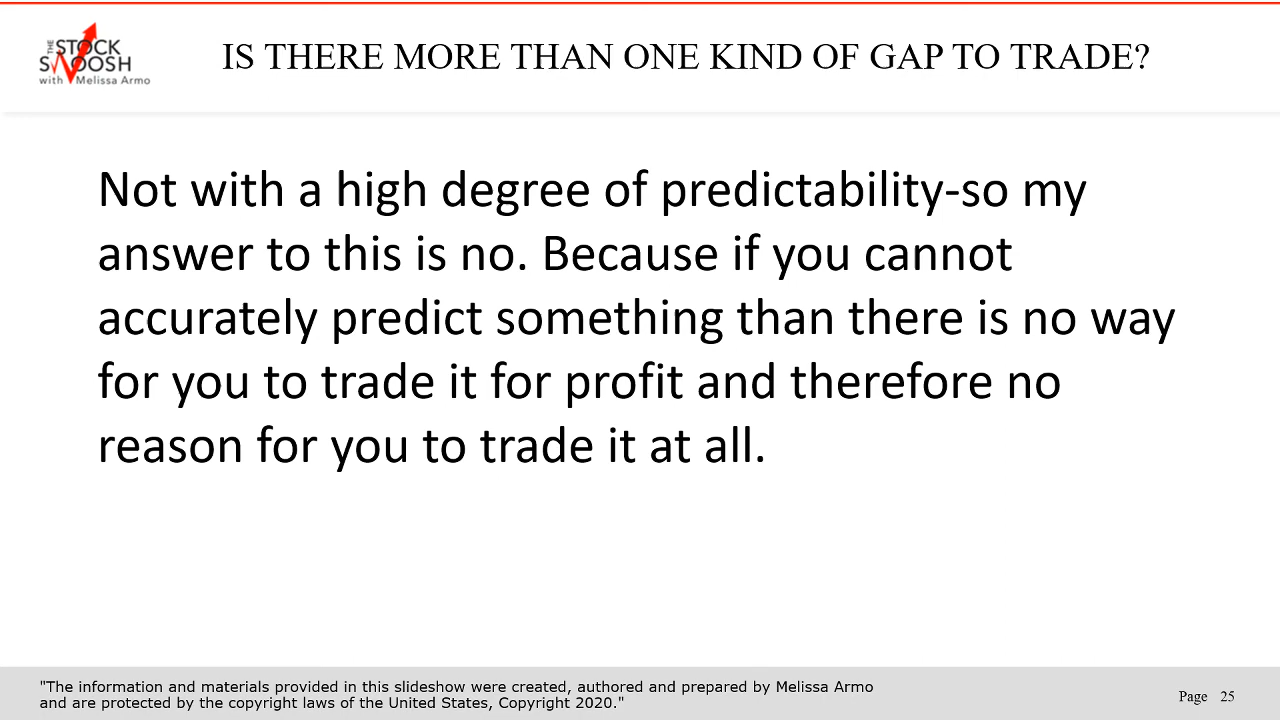 THE
STOCK
SWOOSH
with Melissa Armo
IS THERE MORE THAN ONE KIND OF GAP TO TRADE?
Not with a high degree of predictability-so my
answer to this is no. Because if you cannot
accurately predict something than there is no way
for you to trade it for profit and therefore no
reason for you to trade it at all.
"The information and materials provided in this slideshow were created, authored and prepared by Melissa Armo
and are protected by the copyright laws of the United States, Copyright 2020."
Page 25